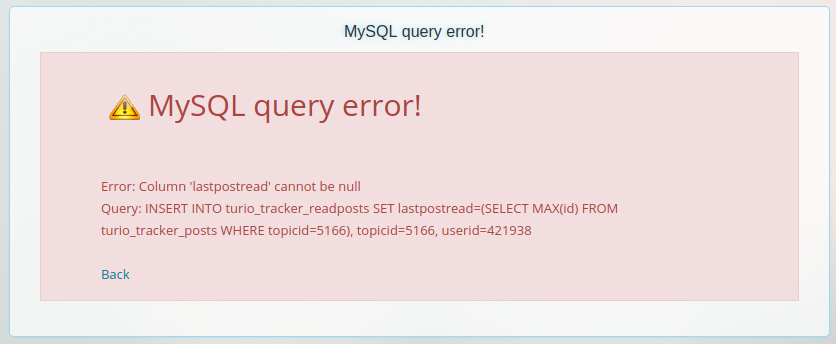 MySQL query error!
MySQL query error!
Error: Column 'lastpostread' cannot be null
Query: INSERT INTO turio_tracker_readposts SET lastpostread=(SELECT MAX(id) FROM
turio_tracker_posts WHERE topicid=5166), topicid=5166, userid=421938
Back